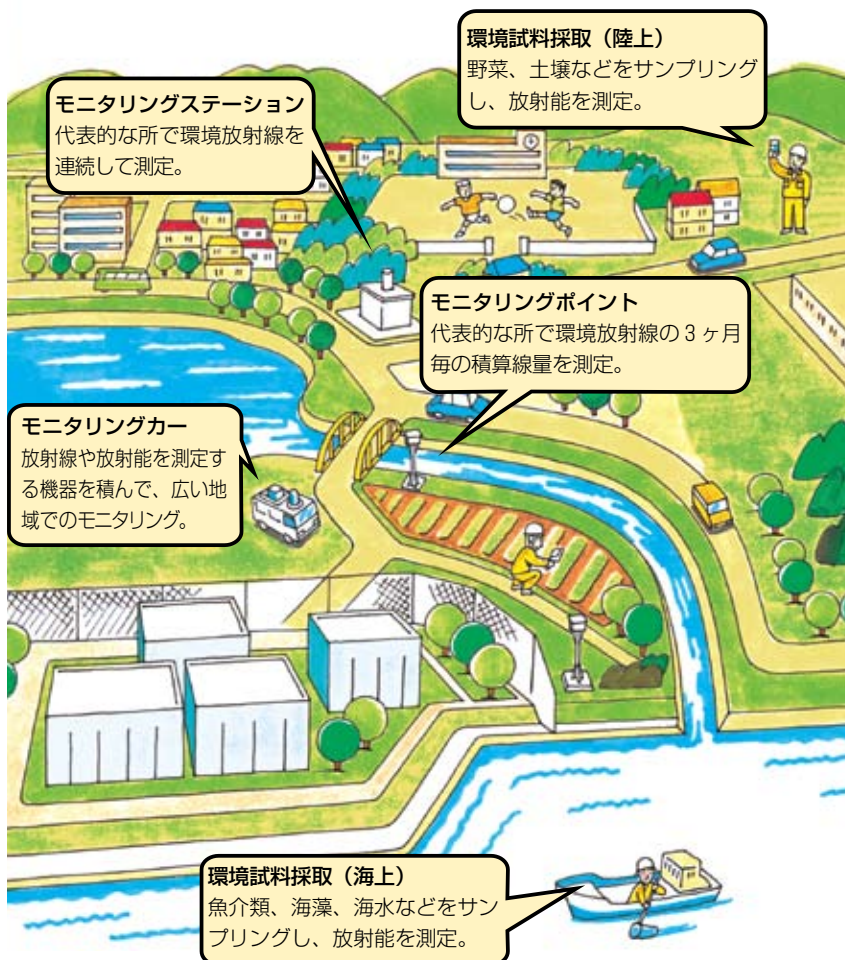 環境試料採取（陸上）
野菜、土壌などをサンプリング
し、放射能を測定。
モニタリングステーション
代表的な所で環境放射線を
連続して測定。
モニタリングポイント
代表的な所で環境放射線の3ヶ月
毎の積算線量を測定。
モニタリングカー
放射線や放射能を測定す
る機器を積んで、広い地
域でのモニタリング。
環境試料採取（海上）
魚介類、海藻、海水などをサン
プリングし、放射能を測定。